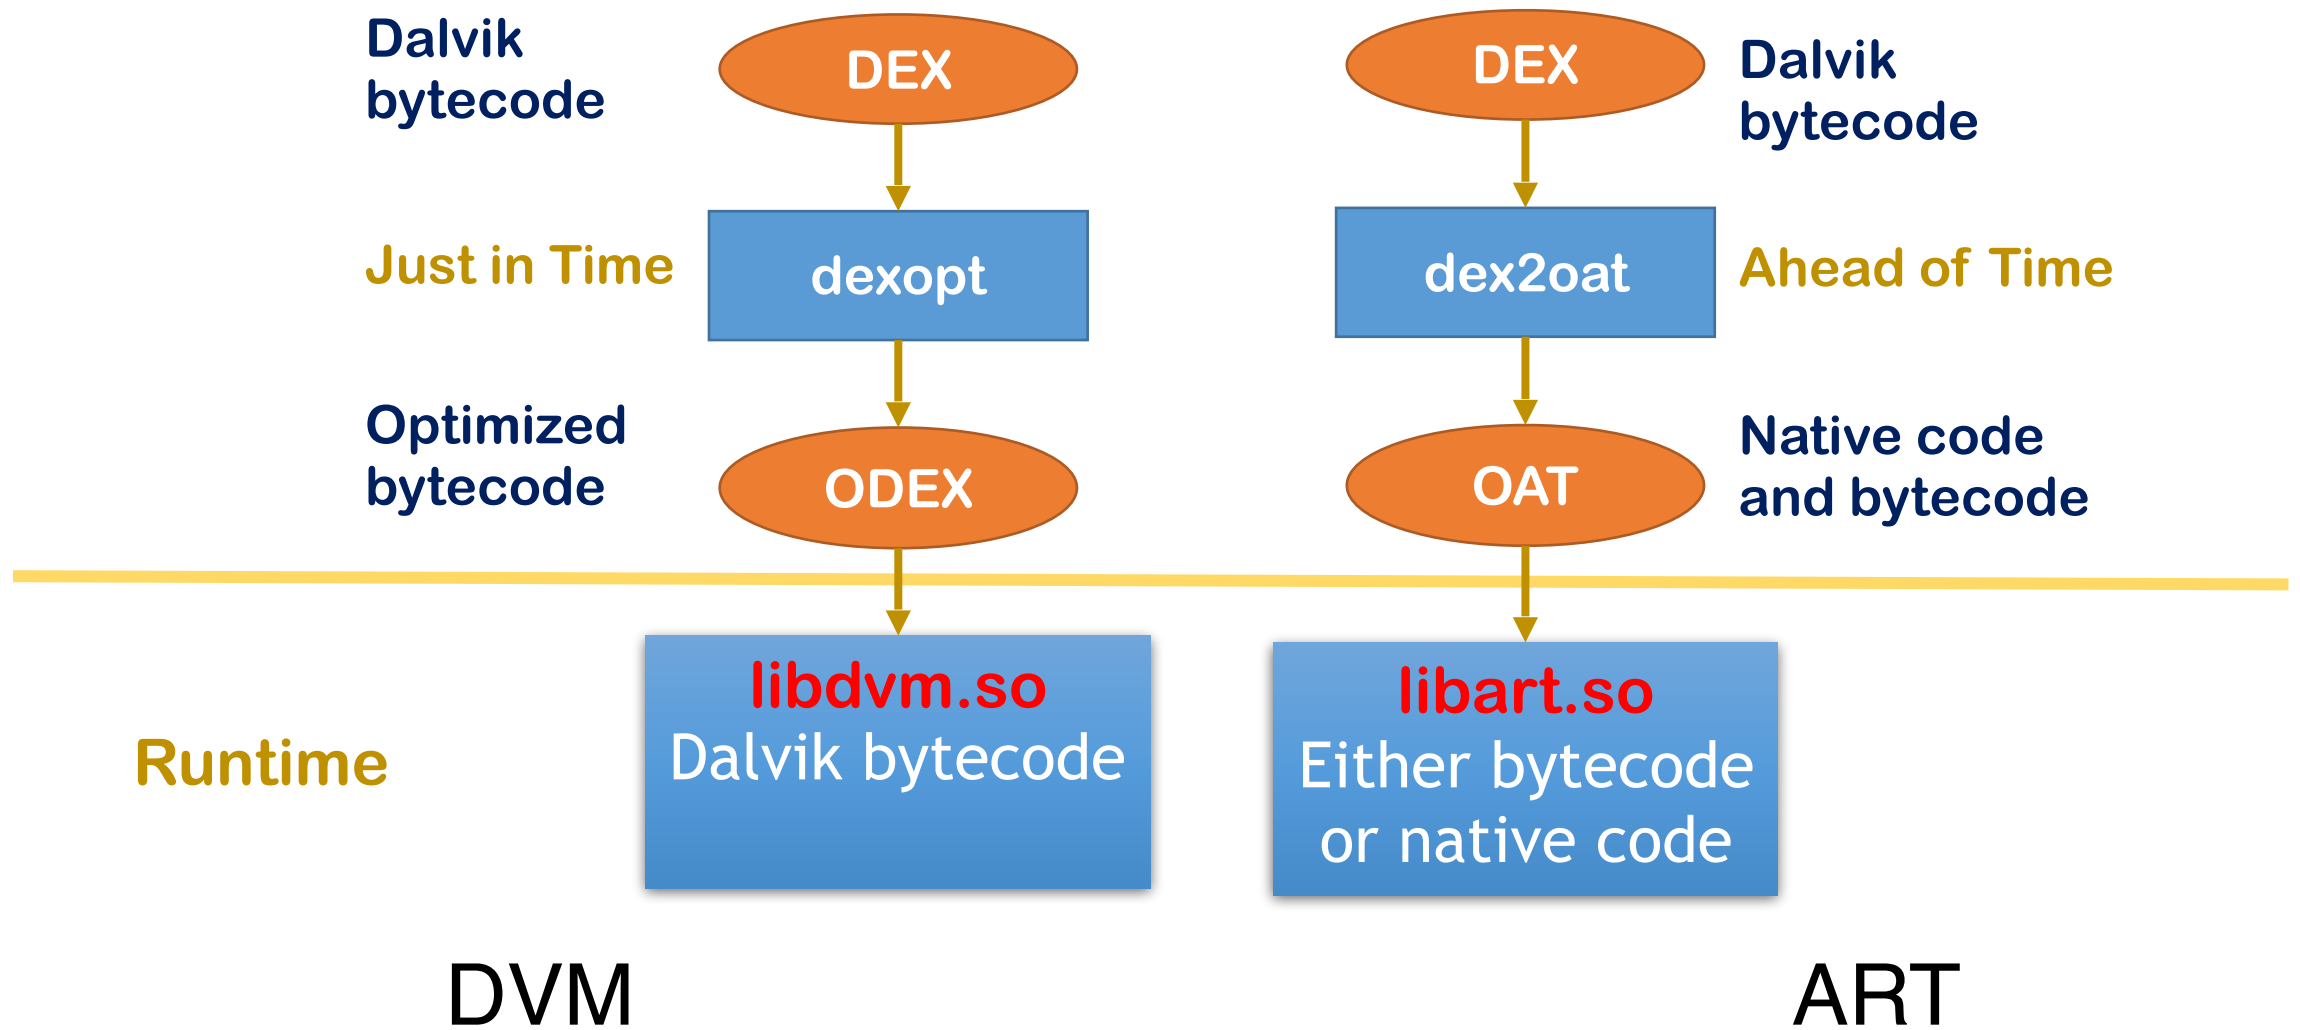 Dalvik
bytecode
DEX
DEX
Dalvik
bytecode
Just in Time
dexopt
dex2oat
Ahead of Time
Optimized
bytecode
ODEX
OAT
Native code
and bytecode
Runtime
libdvm.so
Dalvik bytecode
libart.so
Either bytecode
or native code
DVM
ART